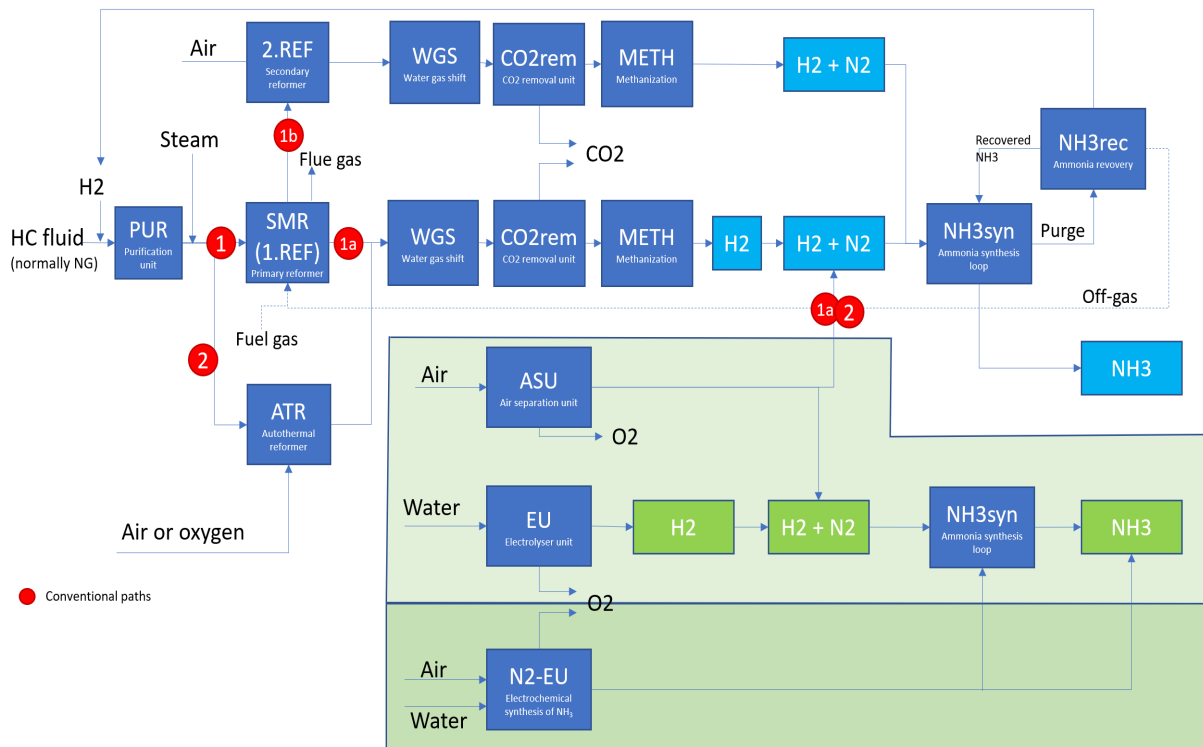 Air
2.REF
Secondary
reformer
WGS
Water gas shift
CO2rem
CO2 removal unit
METH
Methanization
H2 + N2
1b
Steam
Flue gas
CO2
Recovered
NH3
NH3rec
Ammonia revovery
H2
HC fluid
(normally NG)
PUR
Purification
unit
1
SMR
(1.REF)
Primary reformer
1a
WGS
Water gas shift
CO2rem
CO2 removal unit
METH
Methanization
H2
H2 + N2
NH3syn
Ammonia synthesis
loop
Purge
Off-gas
1a
2
Fuel gas
2
NH3
Air
ASU
Air separation unit
O2
ATR
Autothermal
reformer
Water
EU
Electrolyser unit
H2
H2 + N2
NH3syn
Ammonia synthesis
loop
NH3
Air or oxygen
Conventional paths
O2
Air
Water
N2-EU
Electrochemical
synthesis of NH₃